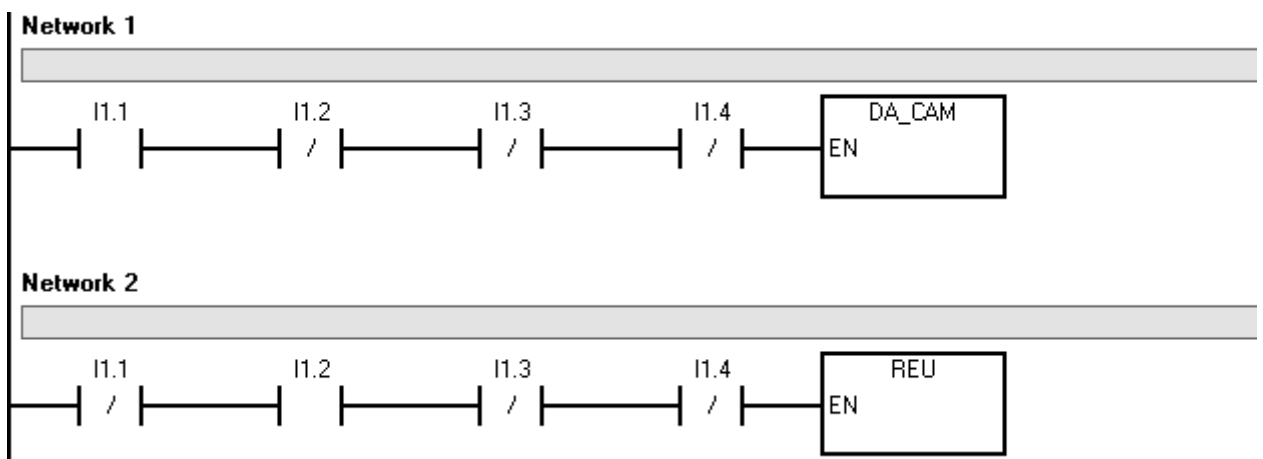 Network 1
I1.1 I1.2 I1.3 I1.4 DA_CAM
/ / / EN
Network 2
I1.1 I1.2 I1.3 I1.4 REU
/ / / EN